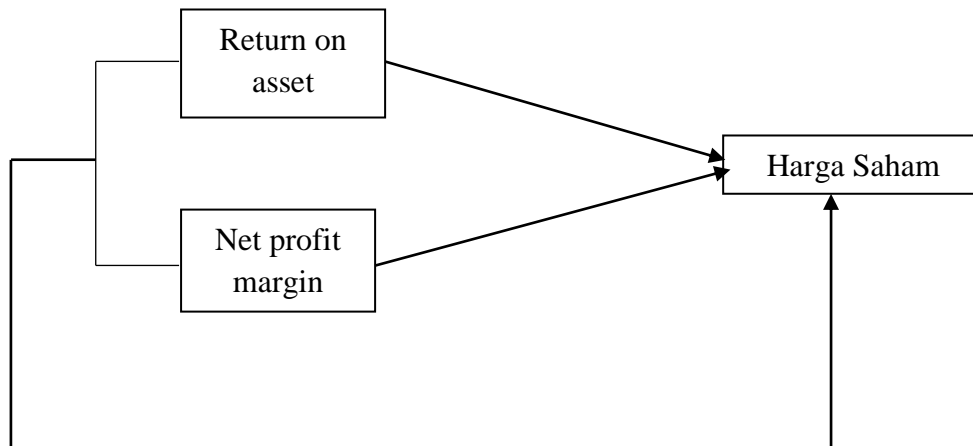 Return on
asset
Harga Saham
Net profit
margin